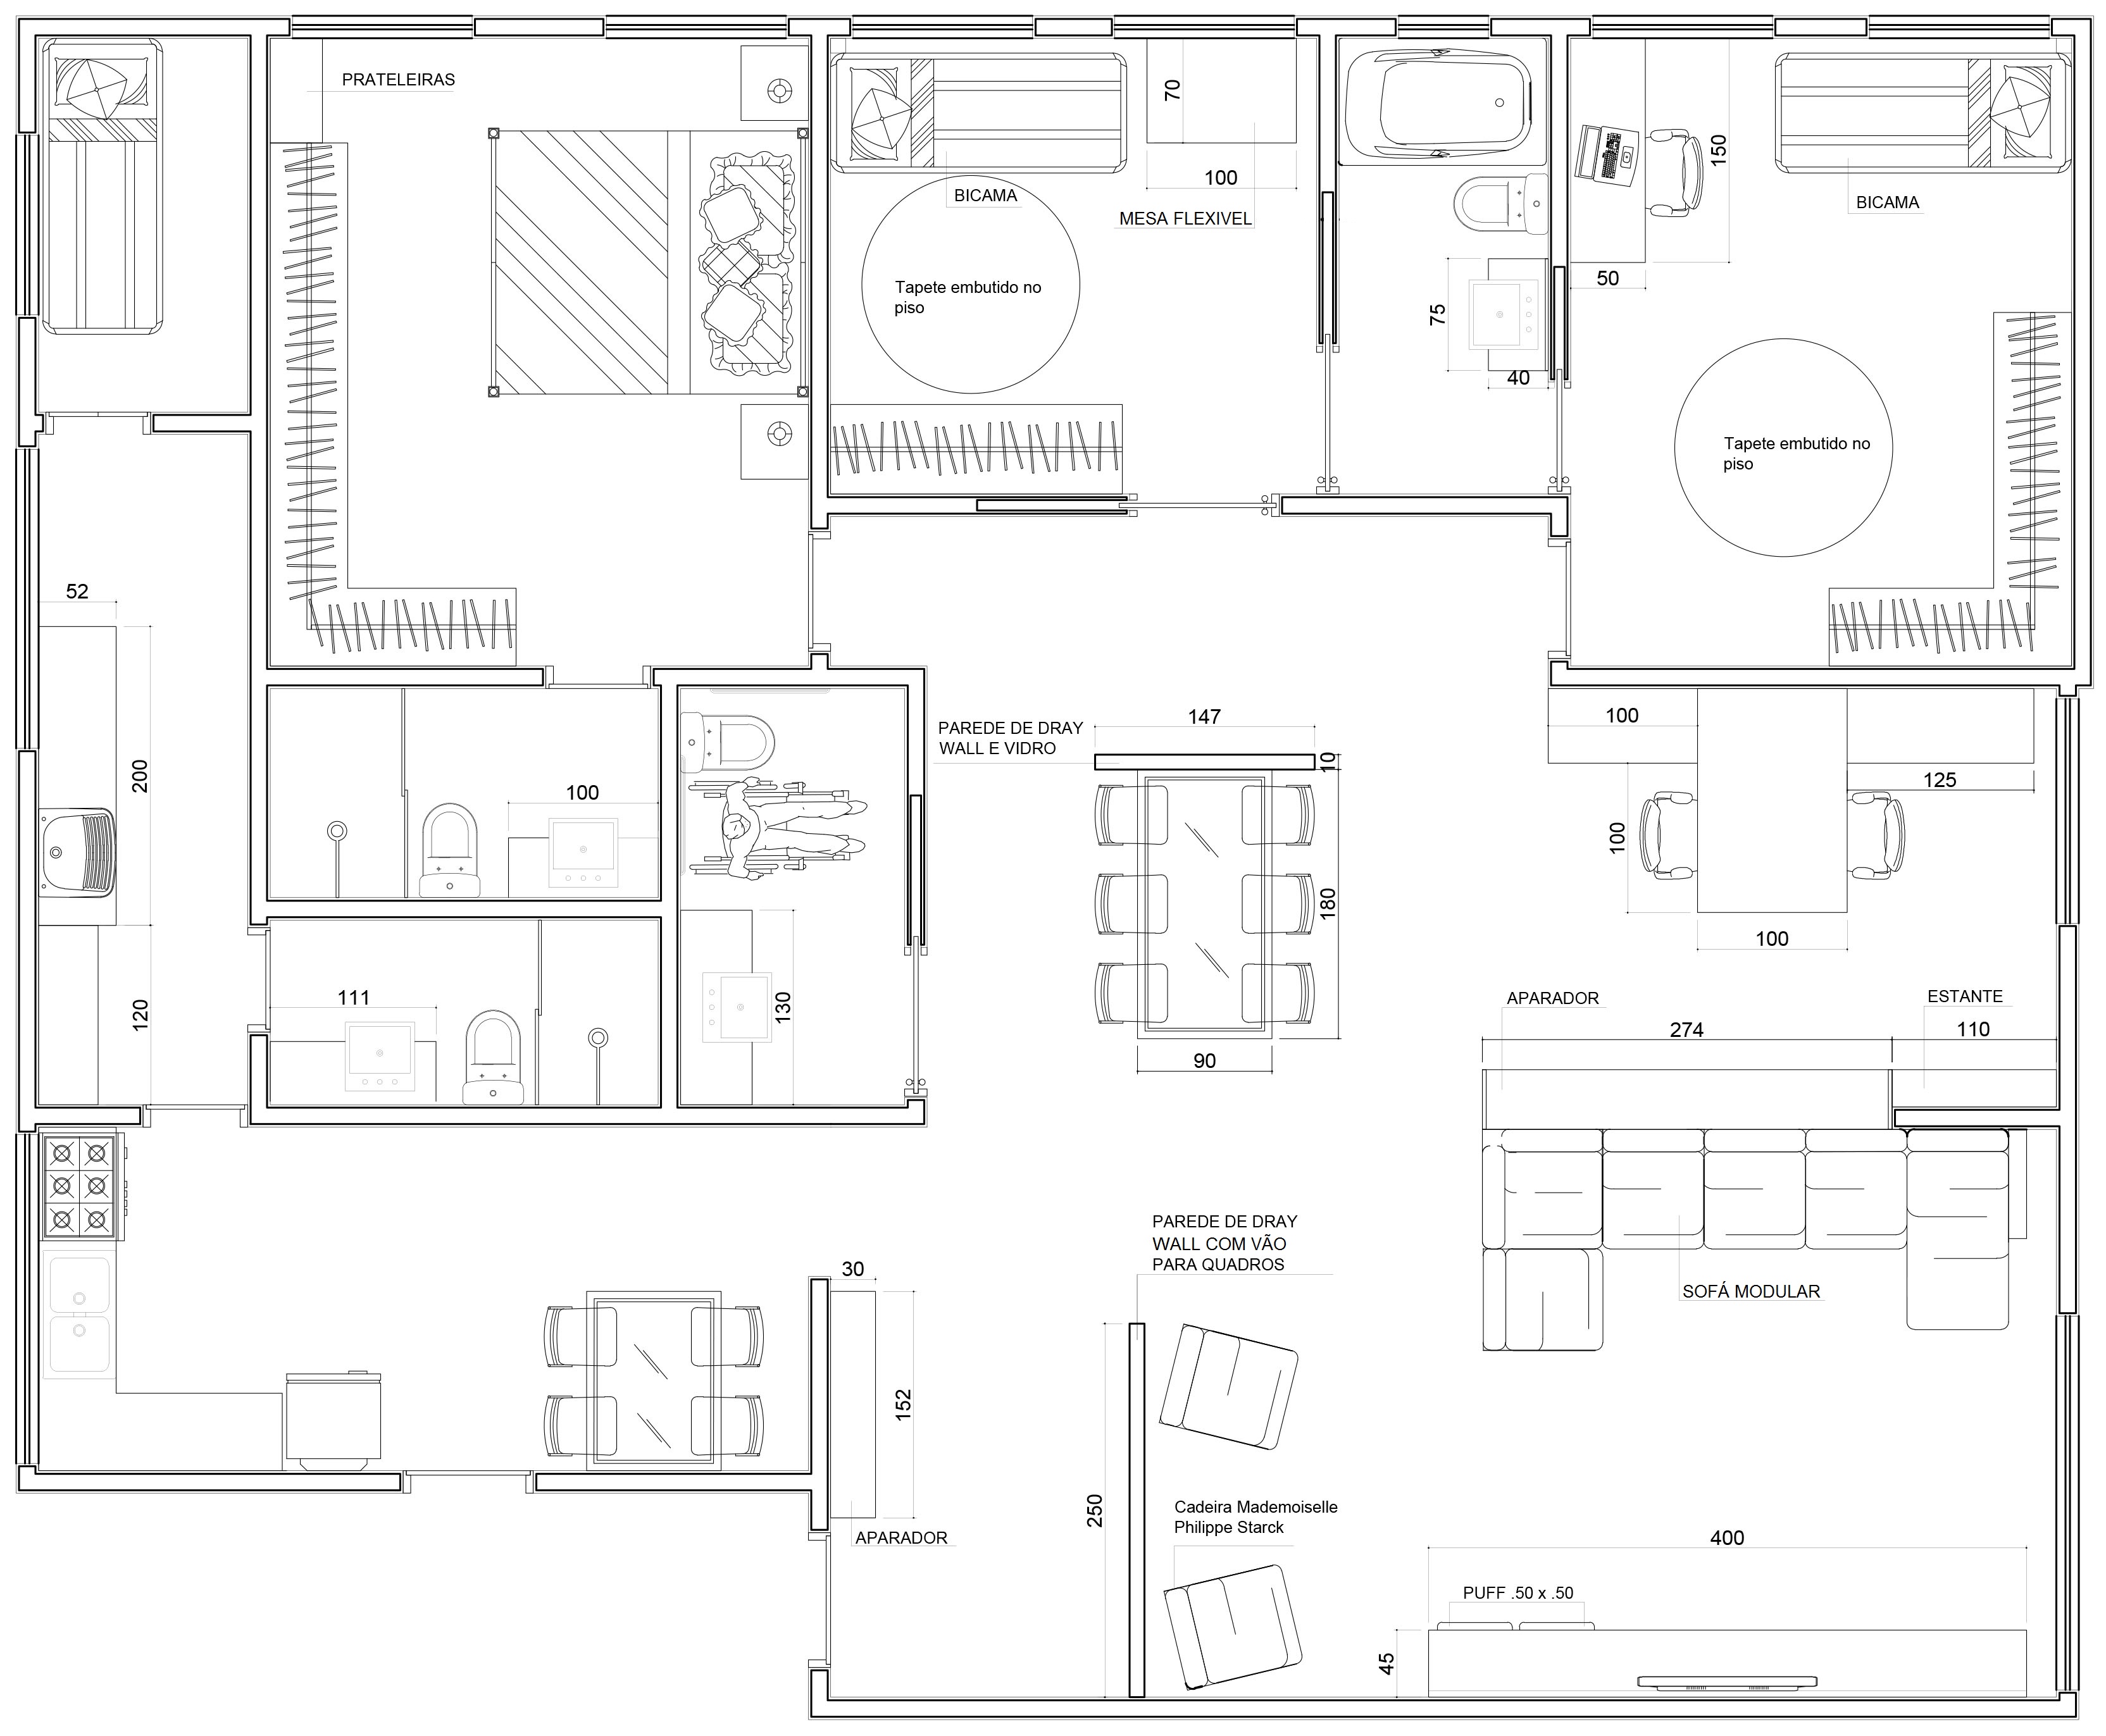 PRATELEIRAS
70
100
BICAMA
MESA FLEXIVEL
150
BICAMA
50
Tapete embutido no
piso
75
40
Tapete embutido no
piso
52
200
120
100
111
130
PAREDE DE DRAY
WALL E VIDRO
147
10
180
90
100
125
100
100
APARADOR
ESTANTE
274
110
PAREDE DE DRAY
WALL COM VÃO
PARA QUADROS
SOFÁ MODULAR
30
152
APARADOR
250
Cadeira Mademoiselle
Philippe Starck
400
PUFF .50 x .50
45